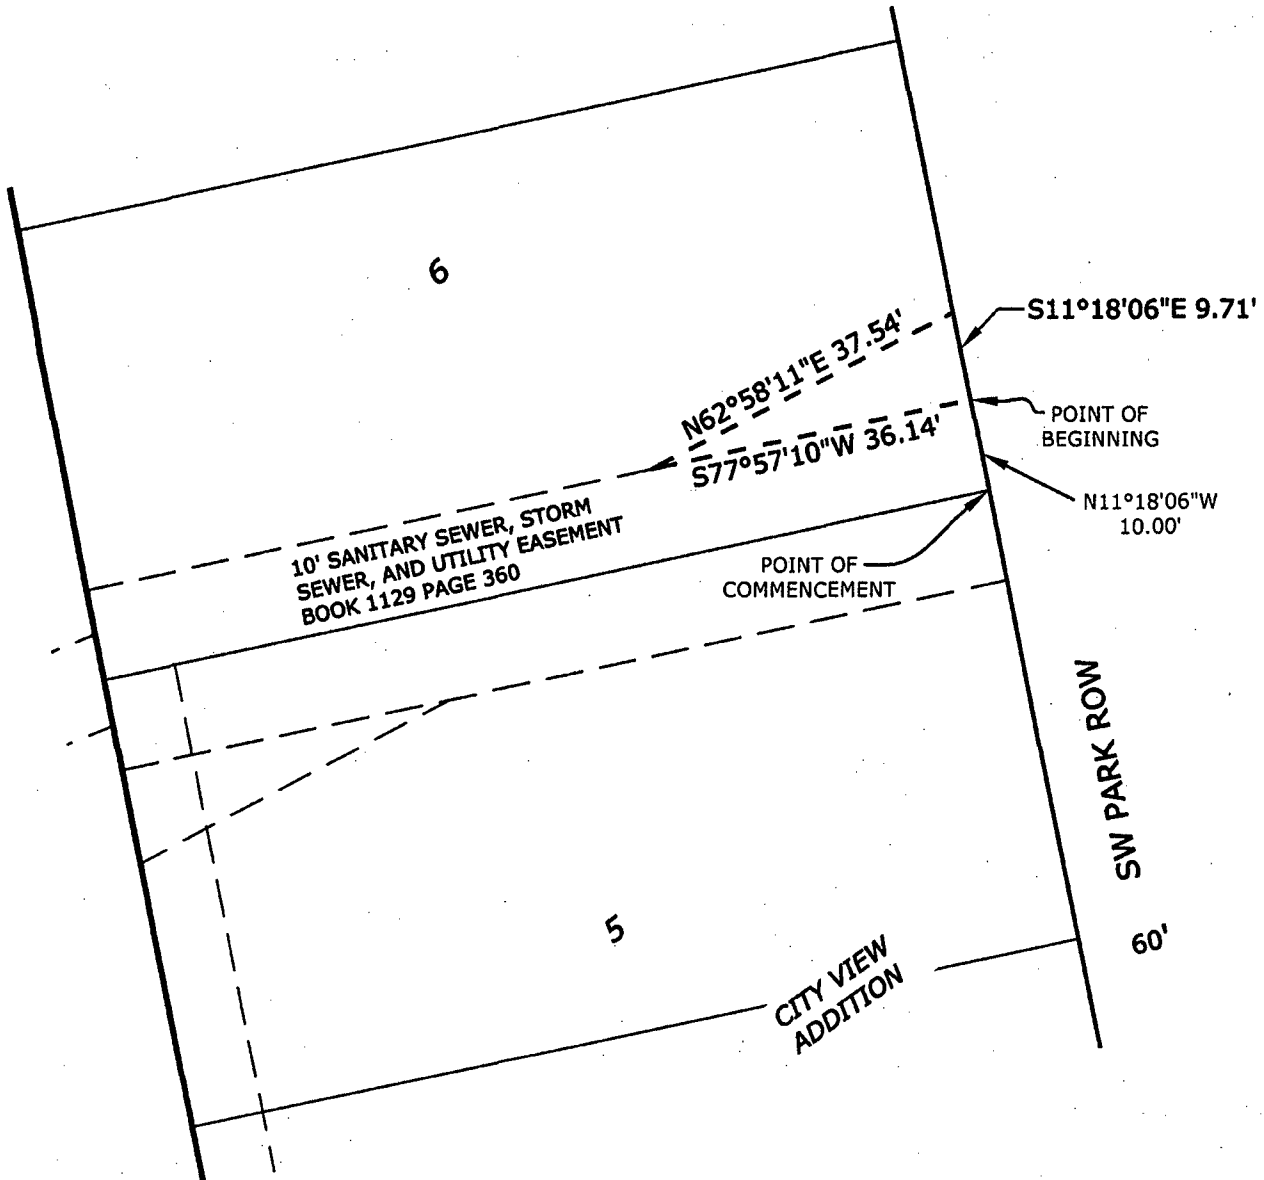 6
S11°18'06"E 9.71'
N62°58'11"E 37.54'
POINT OF
BEGINNING
S77°57'10"W 36.14'
N11°18'06"W
10.00'
10' SANITARY SEWER, STORM
SEWER, AND UTILITY EASEMENT
BOOK 1129 PAGE 360
POINT OF
COMMENCEMENT
SW PARK ROW
5
60'
CITY VIEW
ADDITION